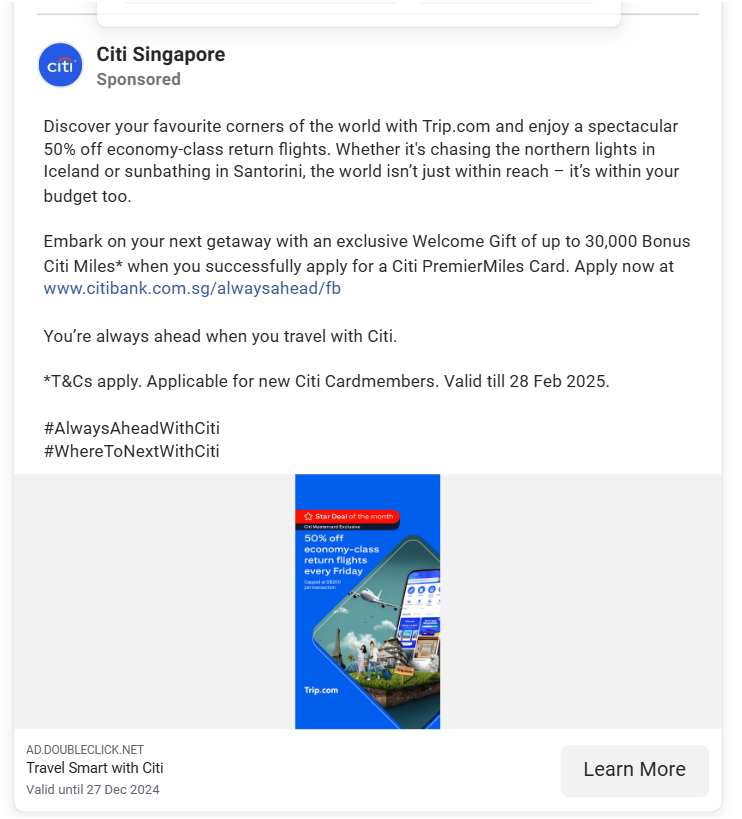 citi
Citi Singapore
Sponsored
Discover your favourite corners of the world with Trip.com and enjoy a spectacular
50% off economy-class return flights. Whether it's chasing the northern lights in
Iceland or sunbathing in Santorini, the world isn’t just within reach – it’s within your
budget too.
Embark on your next getaway with an exclusive Welcome Gift of up to 30,000 Bonus
Citi Miles* when you successfully apply for a Citi PremierMiles Card. Apply now at
www.citibank.com.sg/alwaysahead/fb
You’re always ahead when you travel with Citi.
*T&Cs apply. Applicable for new Citi Cardmembers. Valid till 28 Feb 2025.
#AlwaysAheadWithCiti
#WhereToNextWithCiti
Star Deal of the month
Citi Mastercard Exclusive
50% off
economy-class
return flights
every Friday
Capped at S$200
per transaction
Trip.com
AD.DOUBLECLICK.NET
Travel Smart with Citi
Valid until 27 Dec 2024
Learn More